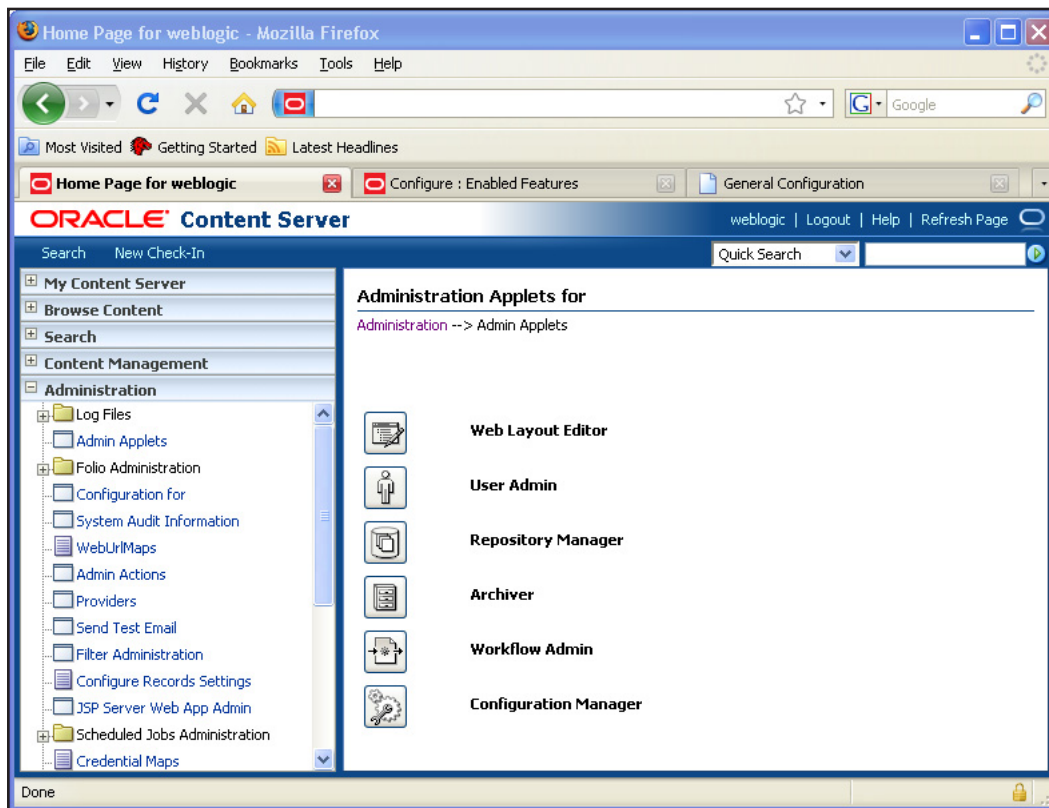 Home Page for weblogic - Mozilla Firefox
File Edit View History Bookmarks Tools Help
G Google
Most Visited Getting Started Latest Headlines
Home Page for weblogic Configure : Enabled Features General Configuration
ORACLE Content Server weblogic | Logout | Help | Refresh Page
Search New Check-In Quick Search
My Content Server
Browse Content
Search
Content Management
Administration
Log Files
Admin Applets
Folio Administration
Configuration for
System Audit Information
WebUrlMaps
Admin Actions
Providers
Send Test Email
Filter Administration
Configure Records Settings
JSP Server Web App Admin
Scheduled Jobs Administration
Credential Maps
Administration Applets for
Administration --> Admin Applets
Web Layout Editor
User Admin
Repository Manager
Archiver
Workflow Admin
Configuration Manager
Done